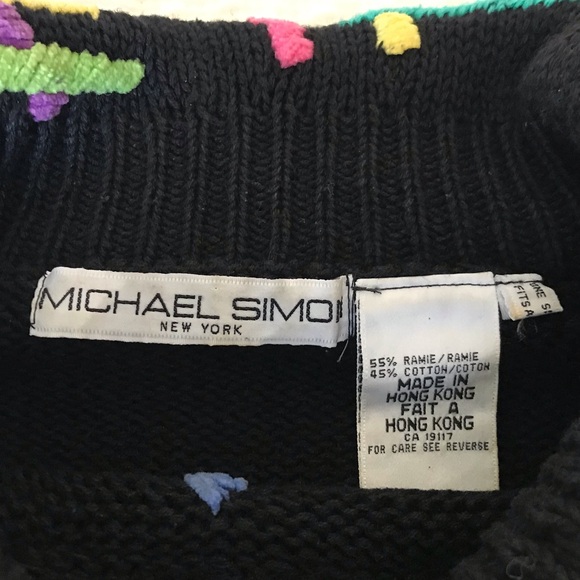 MICHAEL SIMO
NEW YORK
55% RAMIE/RAMIE
45% COTTON/COTON
MADE IN
HONG KONG
FAIT A
HONG KONG
CA 19117
FOR CARE SEE REVERSE
FITS A